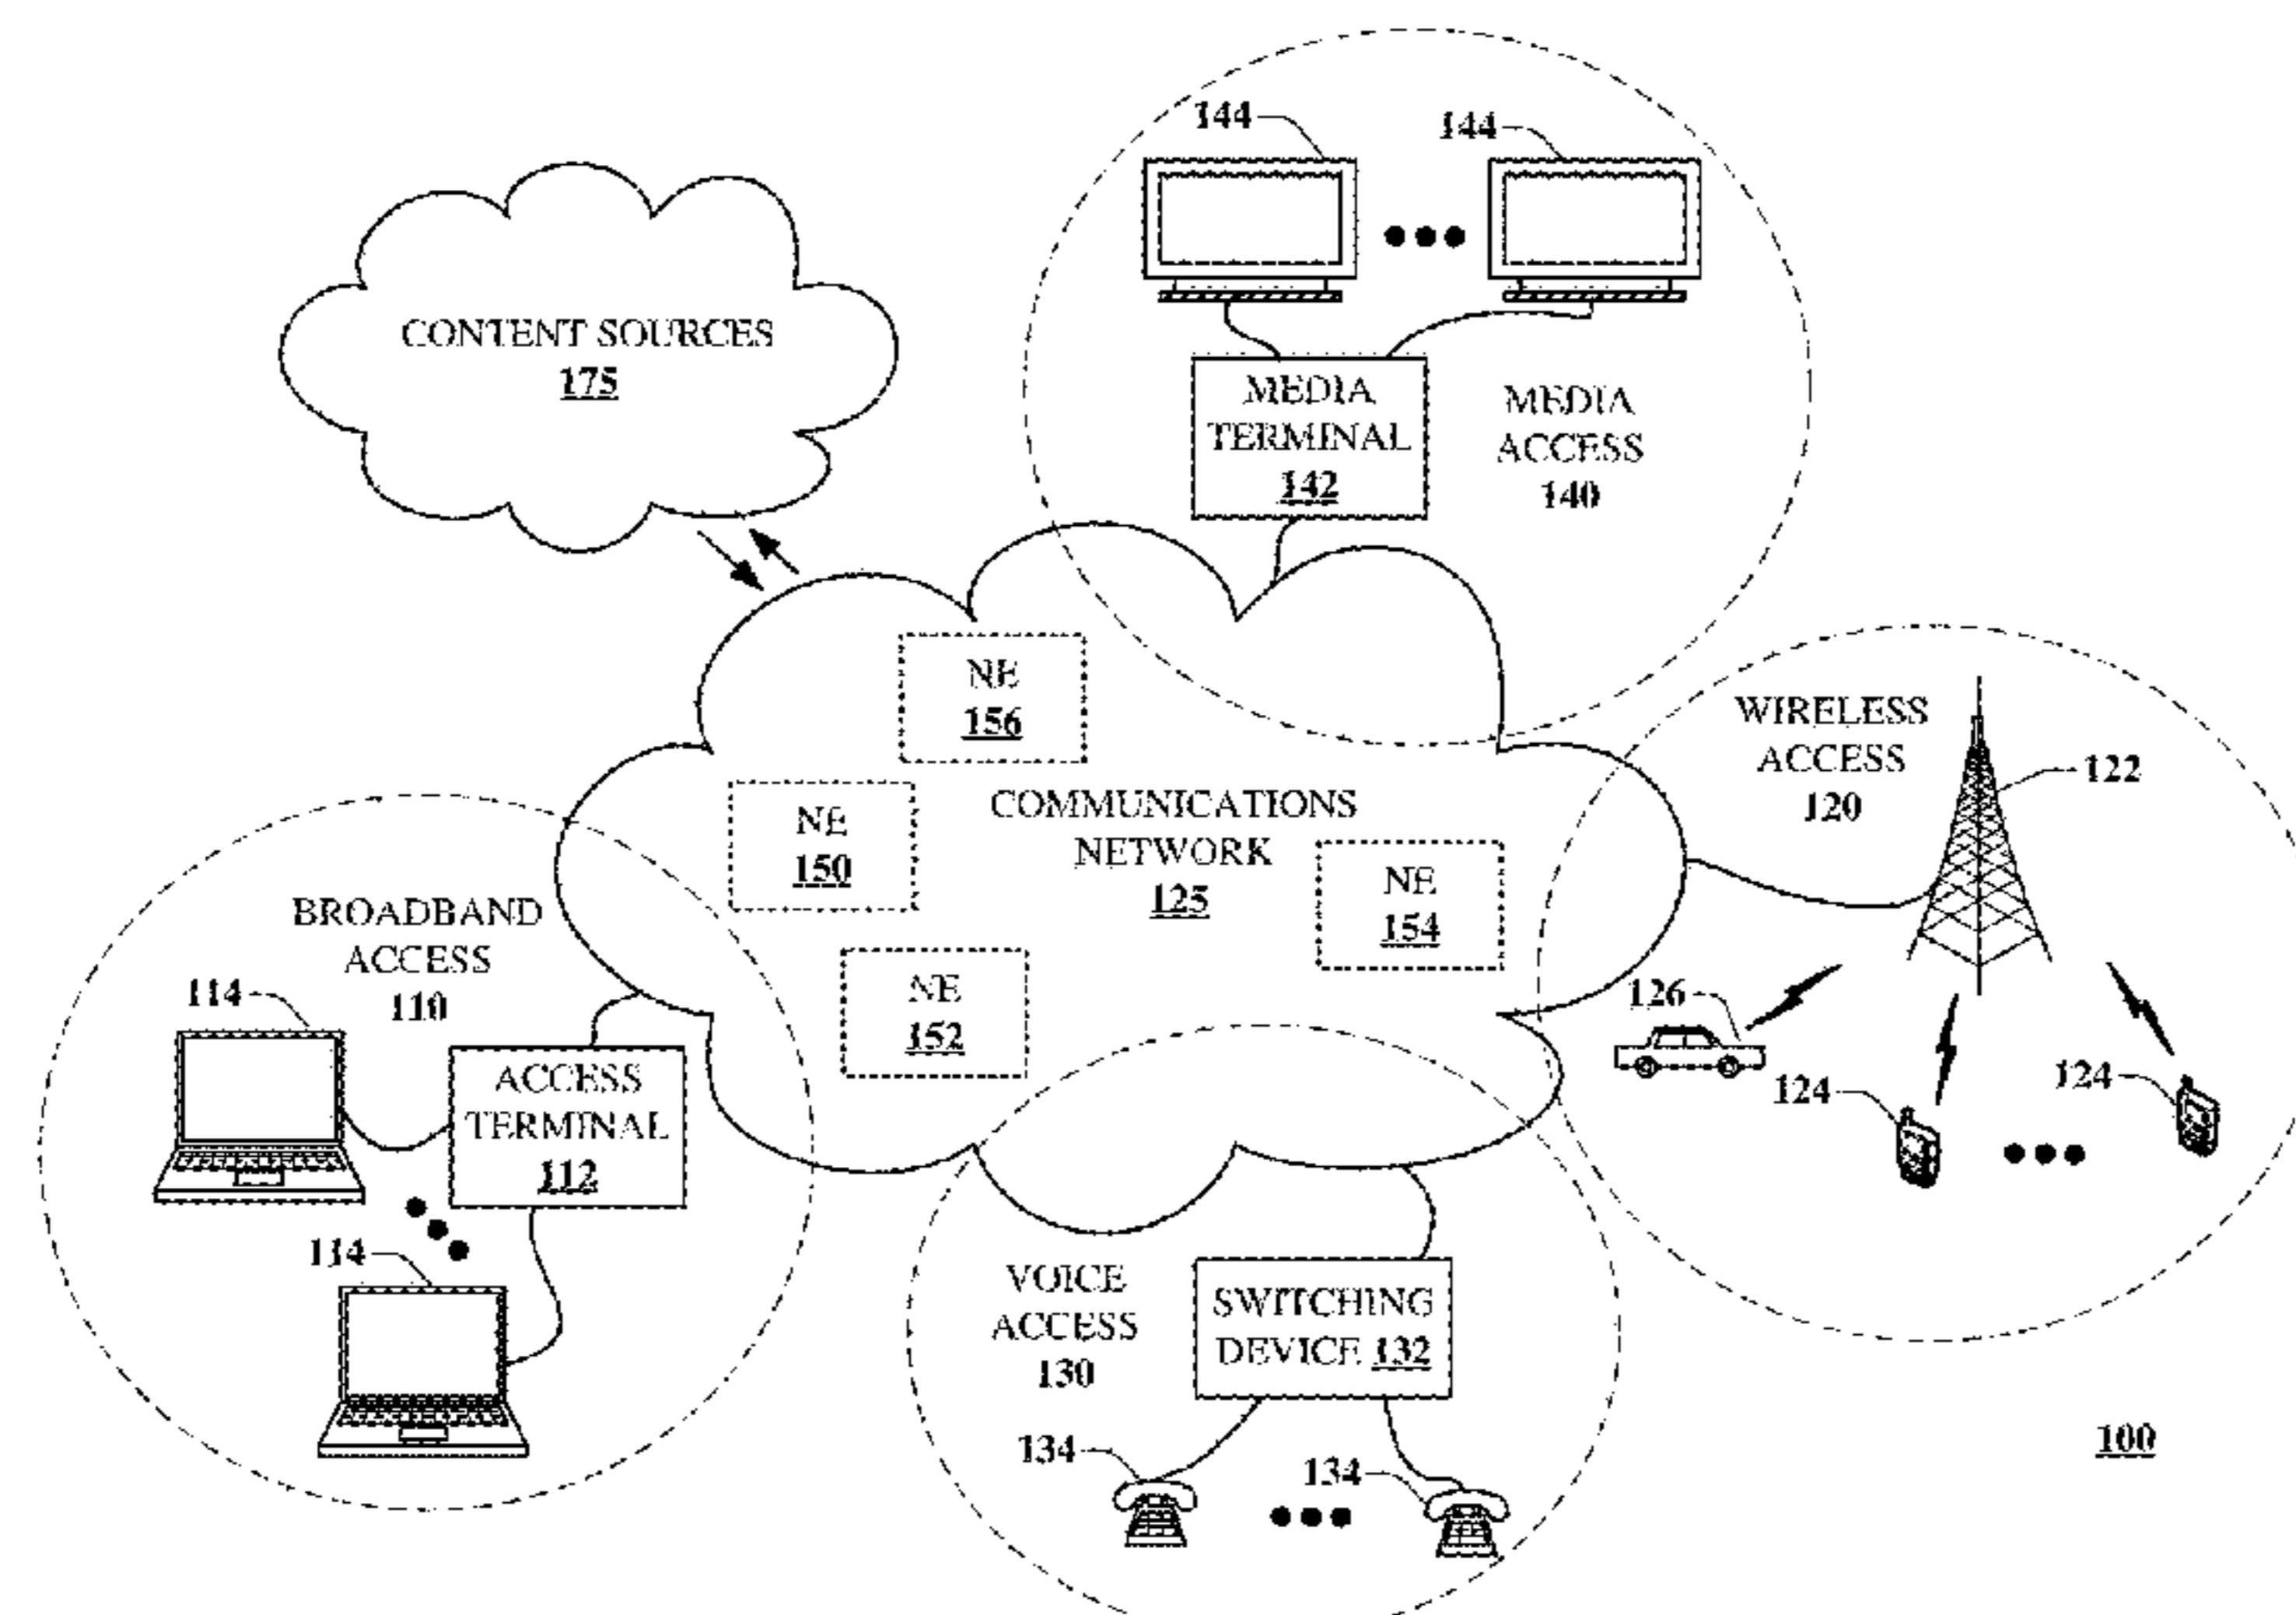 144
144
CONTENT SOURCES
175
MEDIA
TERMINAL
142
MEDIA
ACCESS
140
NE
156
WIRELESS
ACCESS
120
122
NE
150
COMMUNICATIONS
NETWORK
125
NE
154
BROADBAND
ACCESS
110
114
NE
152
126
124
124
ACCESS
TERMINAL
112
114
VOICE
ACCESS
130
SWITCHING
DEVICE 132
134
134
100